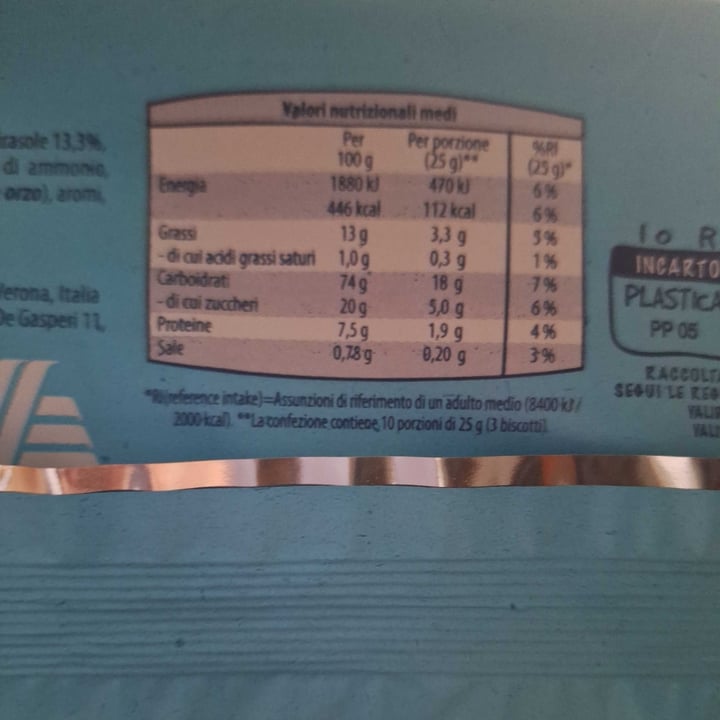 irasole 13,3%,
di ammonio,
orzo), aromi,
Verona, Italia
De Gasperi 11,
Valori nutrizionali medi
Per 100 g Per porzione (25 g)** %RI (25 g)*
Energia 1880 kJ 470 kJ 6%
446 kcal 112 kcal 6%
Grassi 13 g 3,3 g 5%
- di cui acidi grassi saturi 1,0 g 0,3 g 1%
Carboidrati 74 g 18 g 7%
- di cui zuccheri 20 g 5,0 g 6%
Proteine 7,5 g 1,9 g 4%
Sale 0,78 g 0,20 g 3%
*RI(reference intake)=Assunzioni di riferimento di un adulto medio (8400 kJ/
2000 kcal). **La confezione contiene 10 porzioni di 25 g (3 biscotti).
Io R
INCARTO
PLASTICA
PP 05
RACCOLTA
SEGUI LE REG